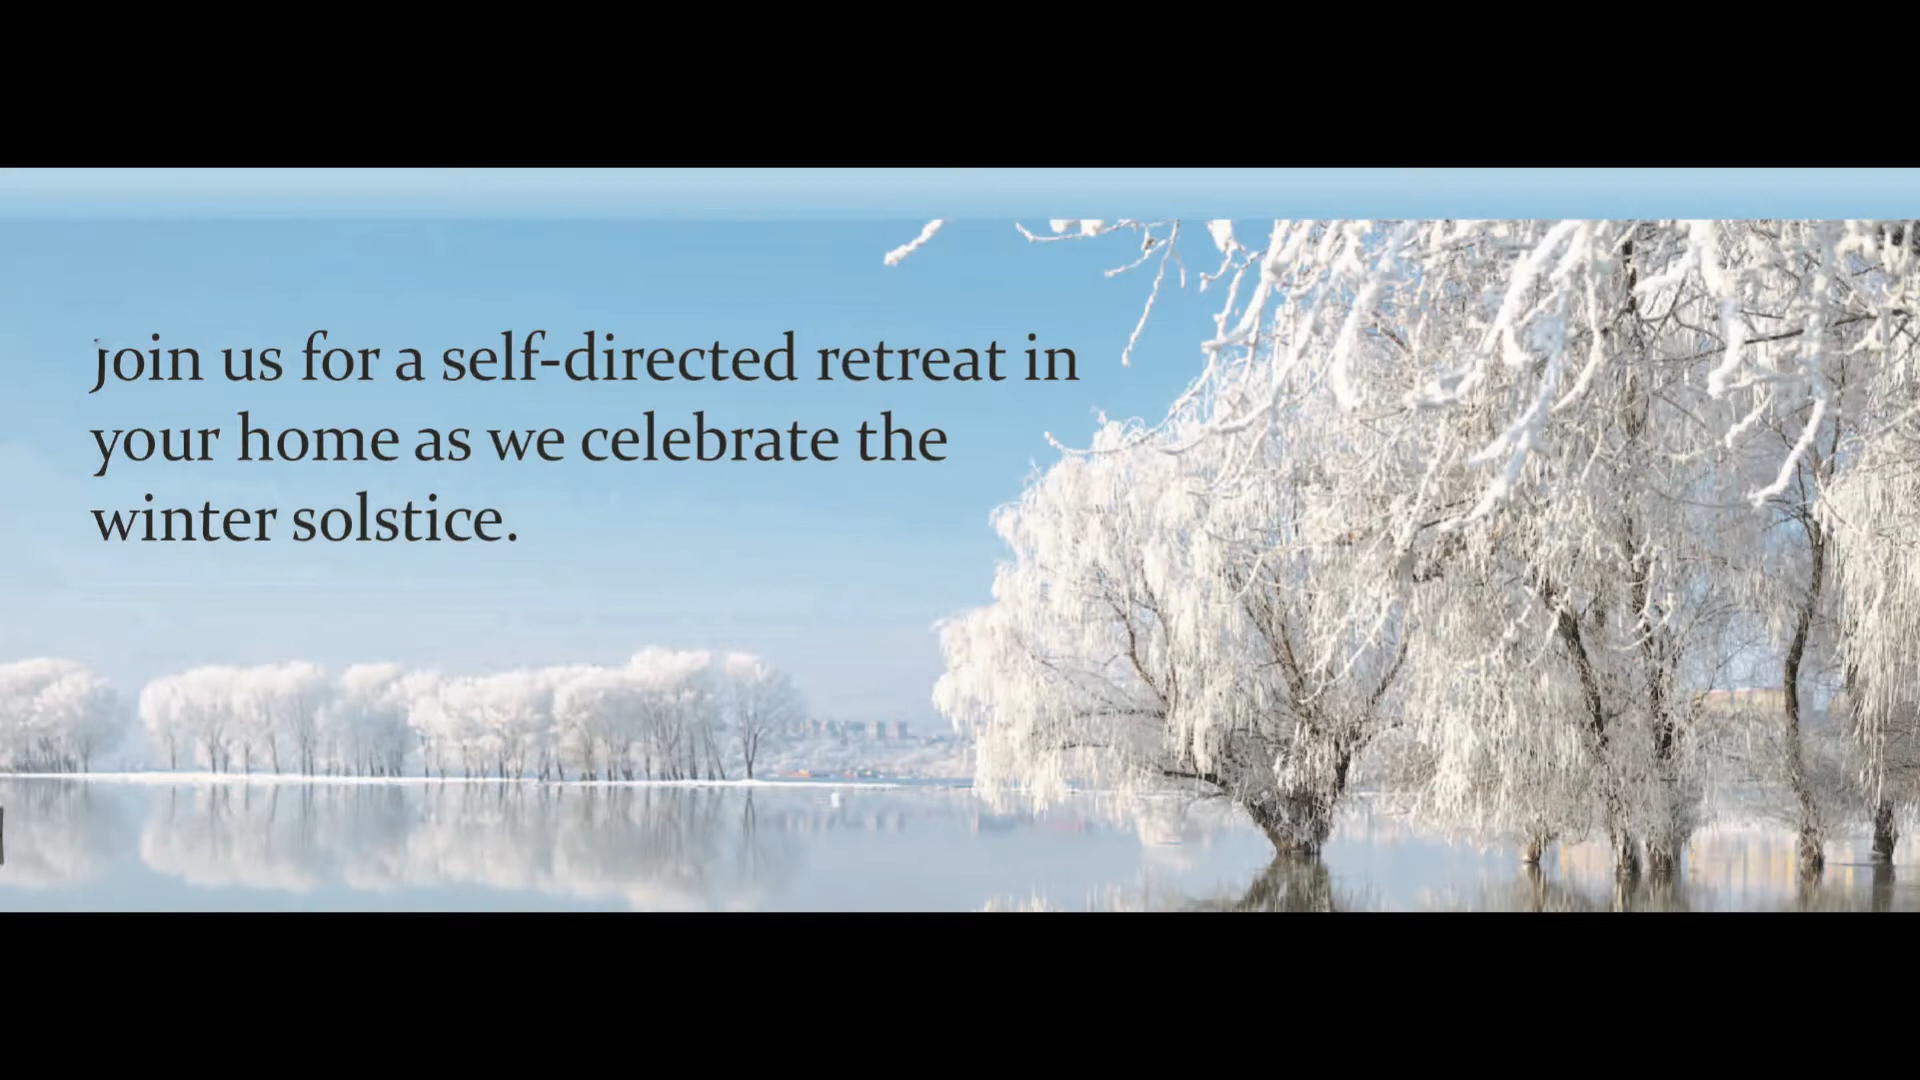 Join us for a self-directed retreat in
your home as we celebrate the
winter solstice.